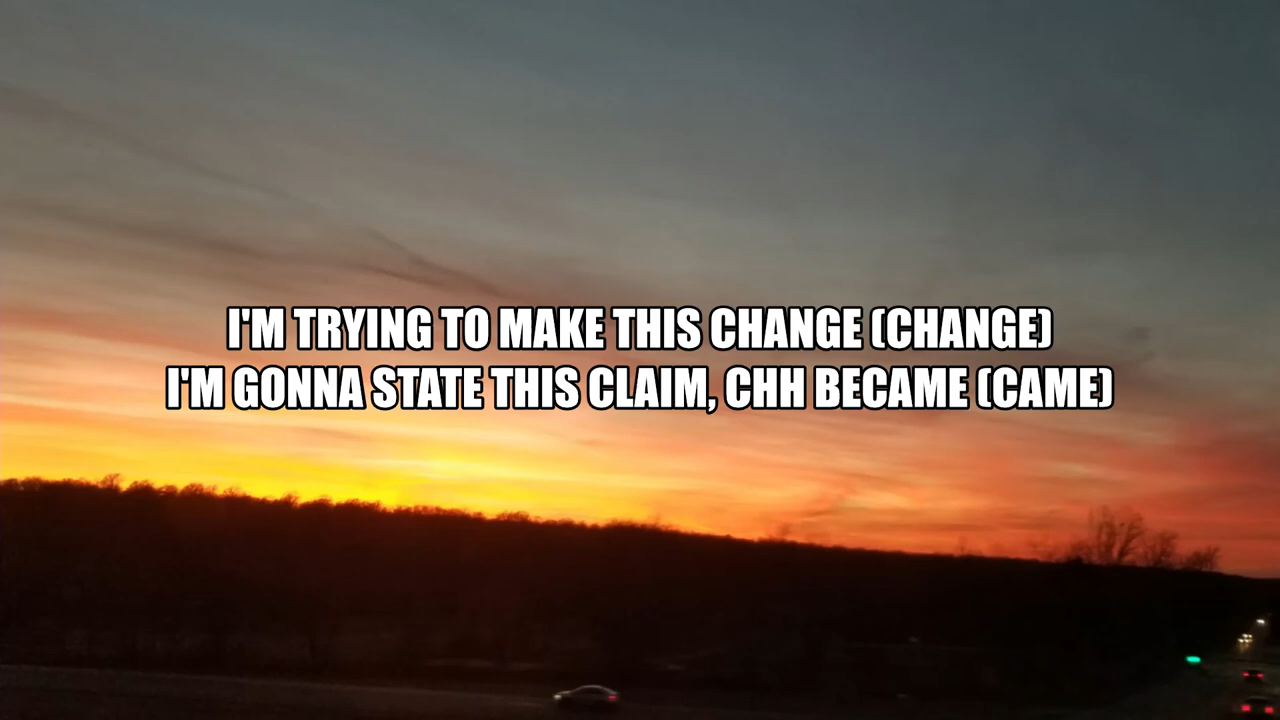 I'M TRYING TO MAKE THIS CHANGE (CHANGE)
I'M GONNA STATE THIS CLAIM, CHH BECAME (CAME)